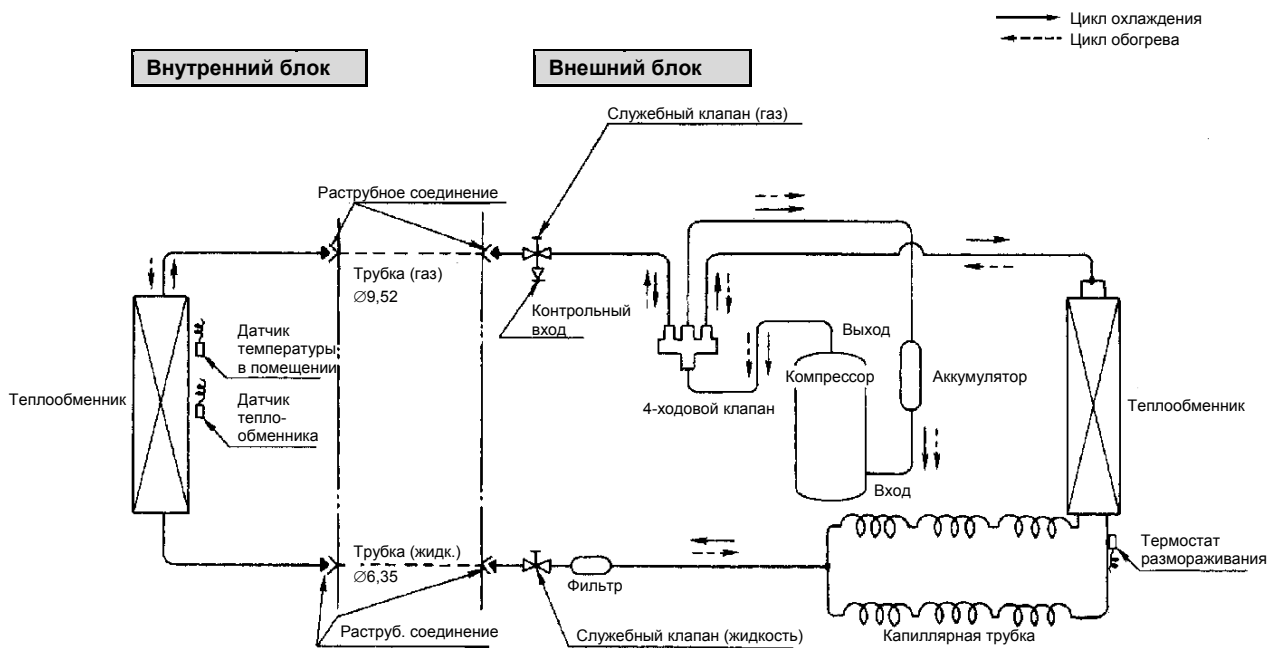 Цикл охлаждения
Цикл обогрева
Внутренний блок
Внешний блок
Служебный клапан (газ)
Раструбное соединение
Трубка (газ)
∅9,52
Контрольный
вход
Датчик
температуры
в помещении
Выход
Компрессор
Аккумулятор
Теплообменник
Датчик
тепло-
обменника
4-ходовой клапан
Теплообменник
Вход
Трубка (жидк.)
∅6,35
Фильтр
Термостат
размораживания
Раструб. соединение
Служебный клапан (жидкость)
Капиллярная трубка